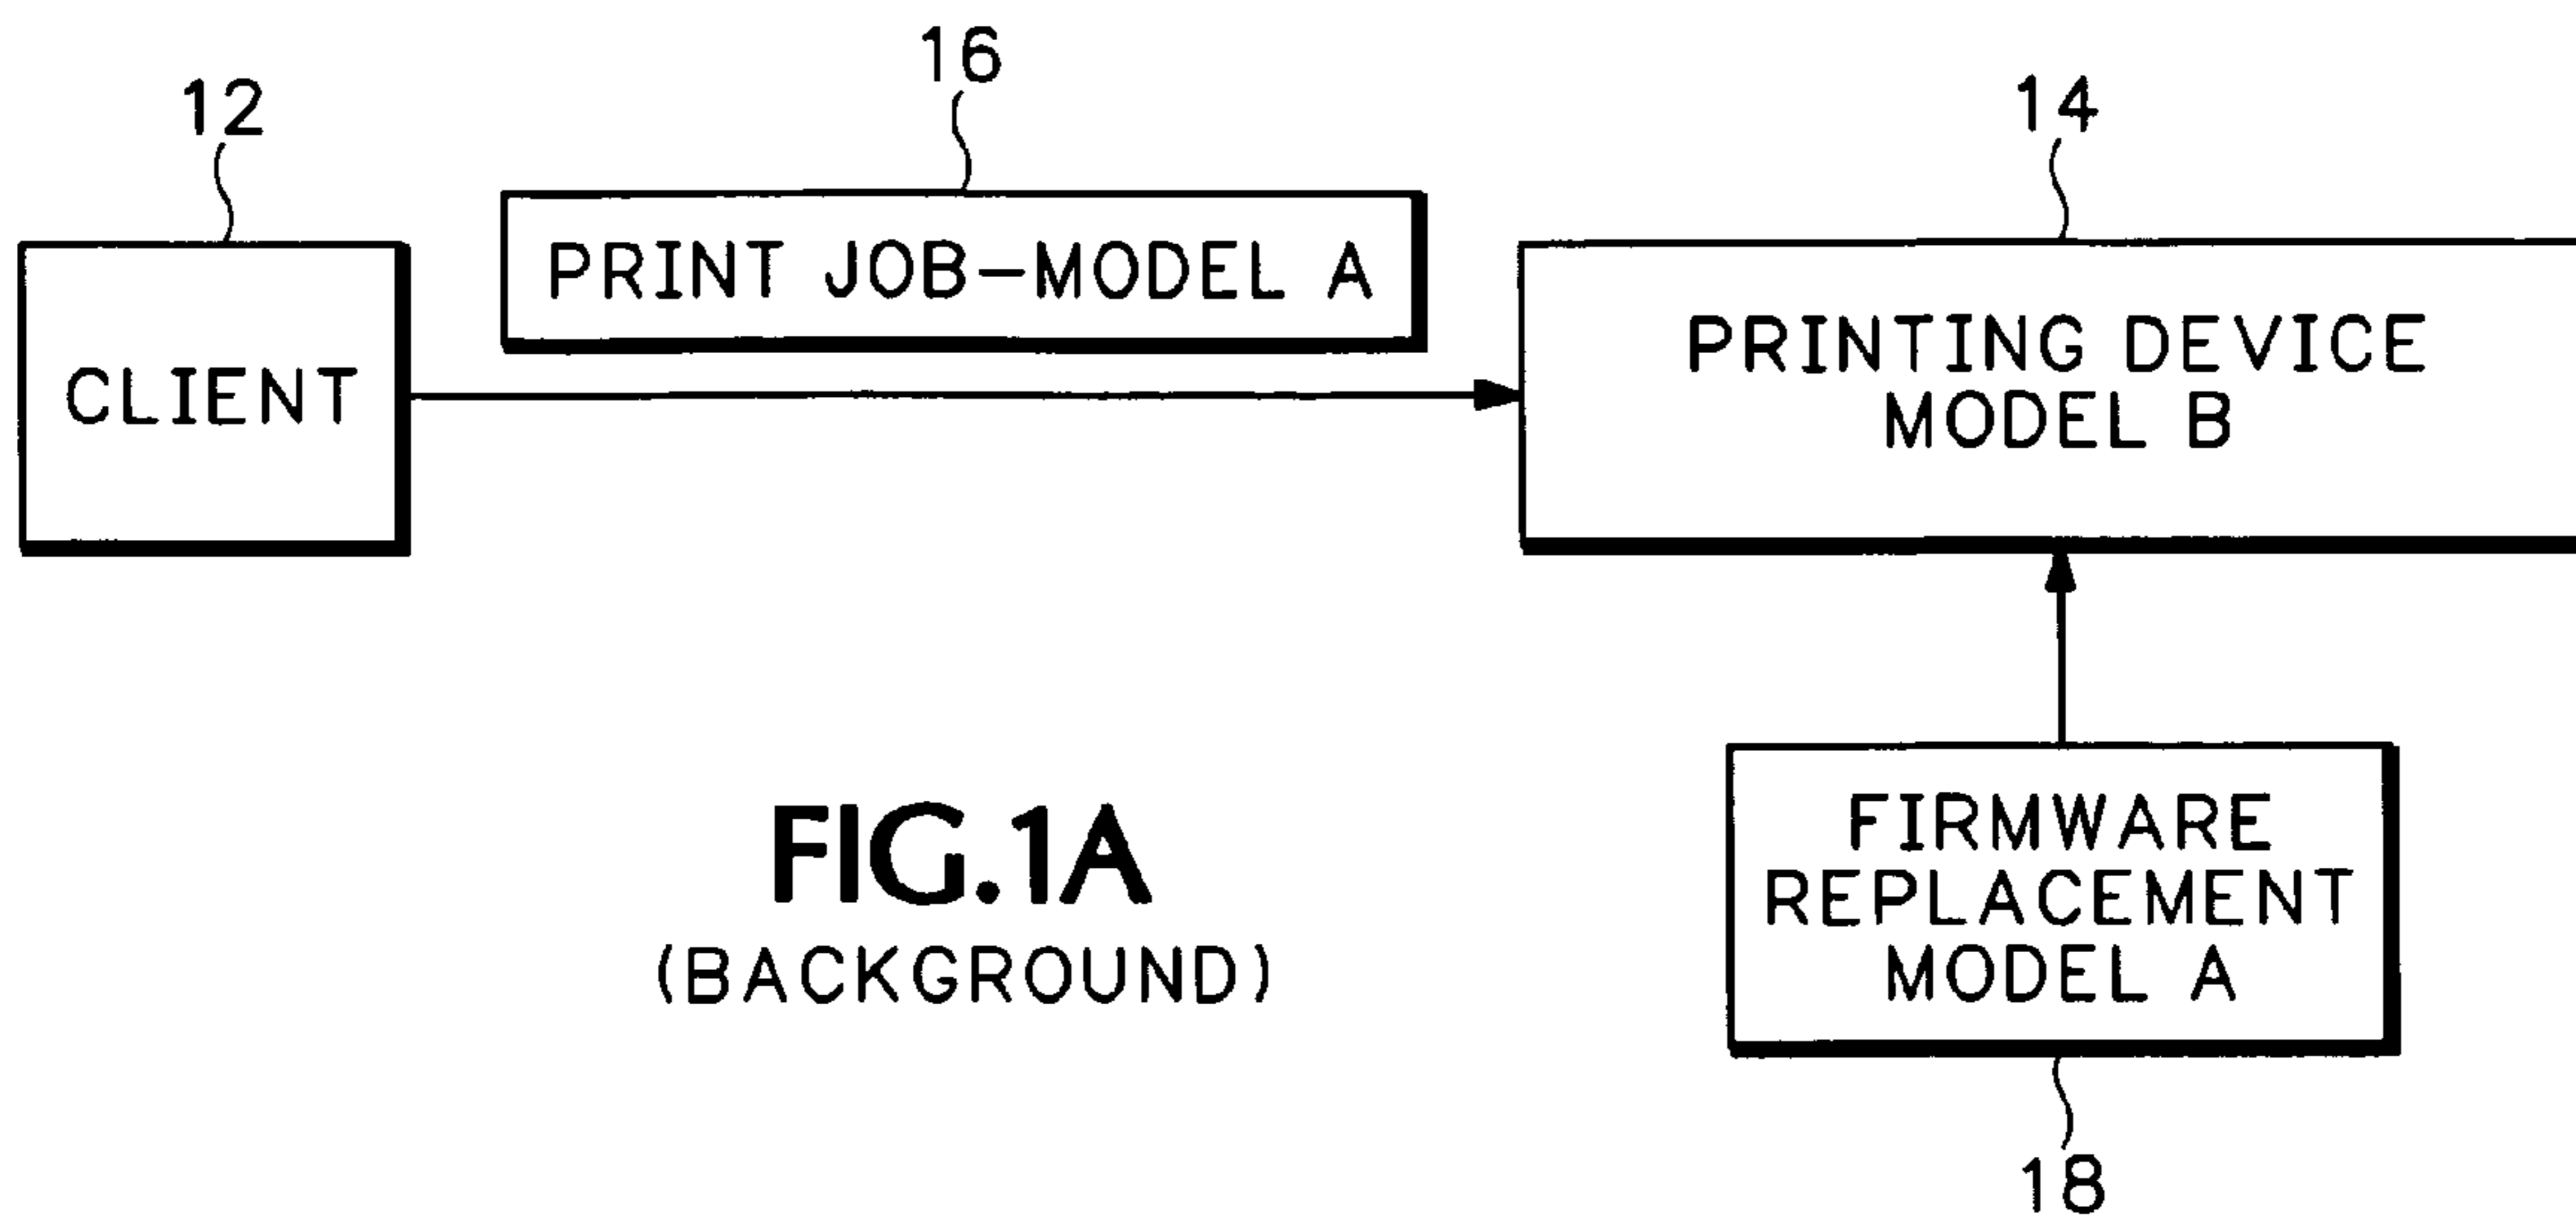 16
12
14
PRINT JOB-MODEL A
CLIENT
PRINTING DEVICE
MODEL B
FIRMWARE
REPLACEMENT
MODEL A
18
FIG.1A
(BACKGROUND)